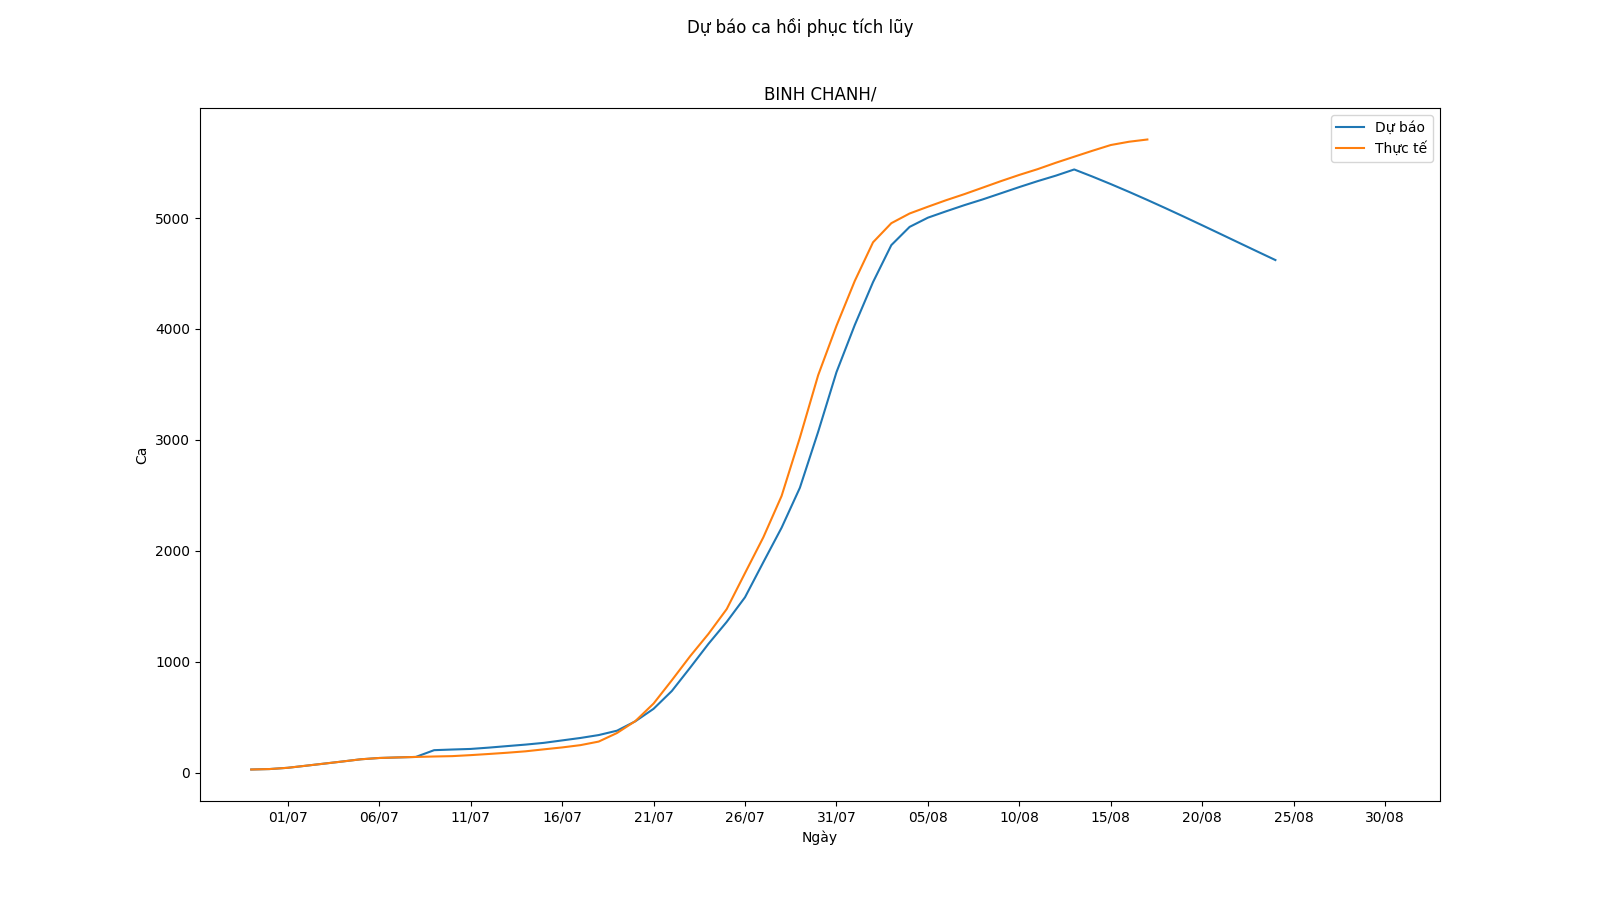 Dự báo ca hồi phục tích lũy
BINH CHANH/
Dự báo
Thực tế
5000
4000
3000
2000
1000
0
Ca
01/07 06/07 11/07 16/07 21/07 26/07 31/07 05/08 10/08 15/08 20/08 25/08 30/08
Ngày